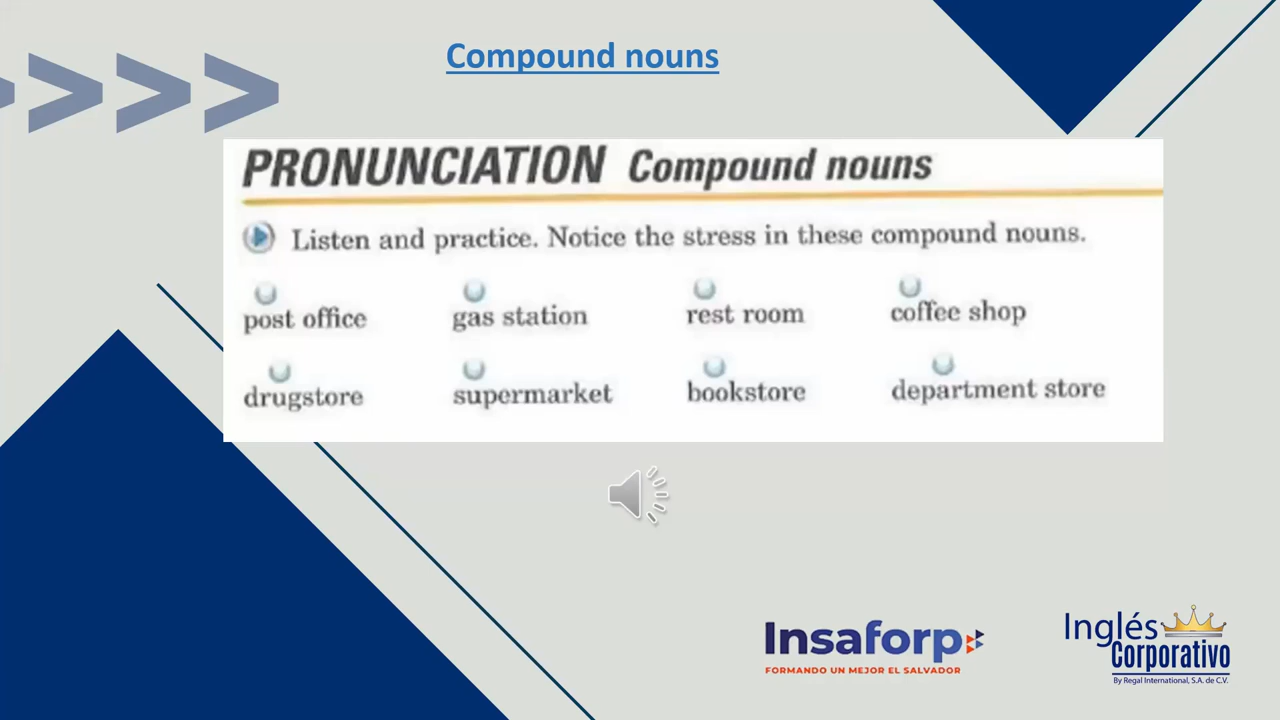 Compound nouns
PRONUNCIATION Compound nouns
Listen and practice. Notice the stress in these compound nouns.
post office gas station rest room coffee shop
drugstore supermarket bookstore department store
Insaforp
FORMANDO UN MEJOR EL SALVADOR
Inglés
Corporativo
By Regal International, S.A. de C.V.